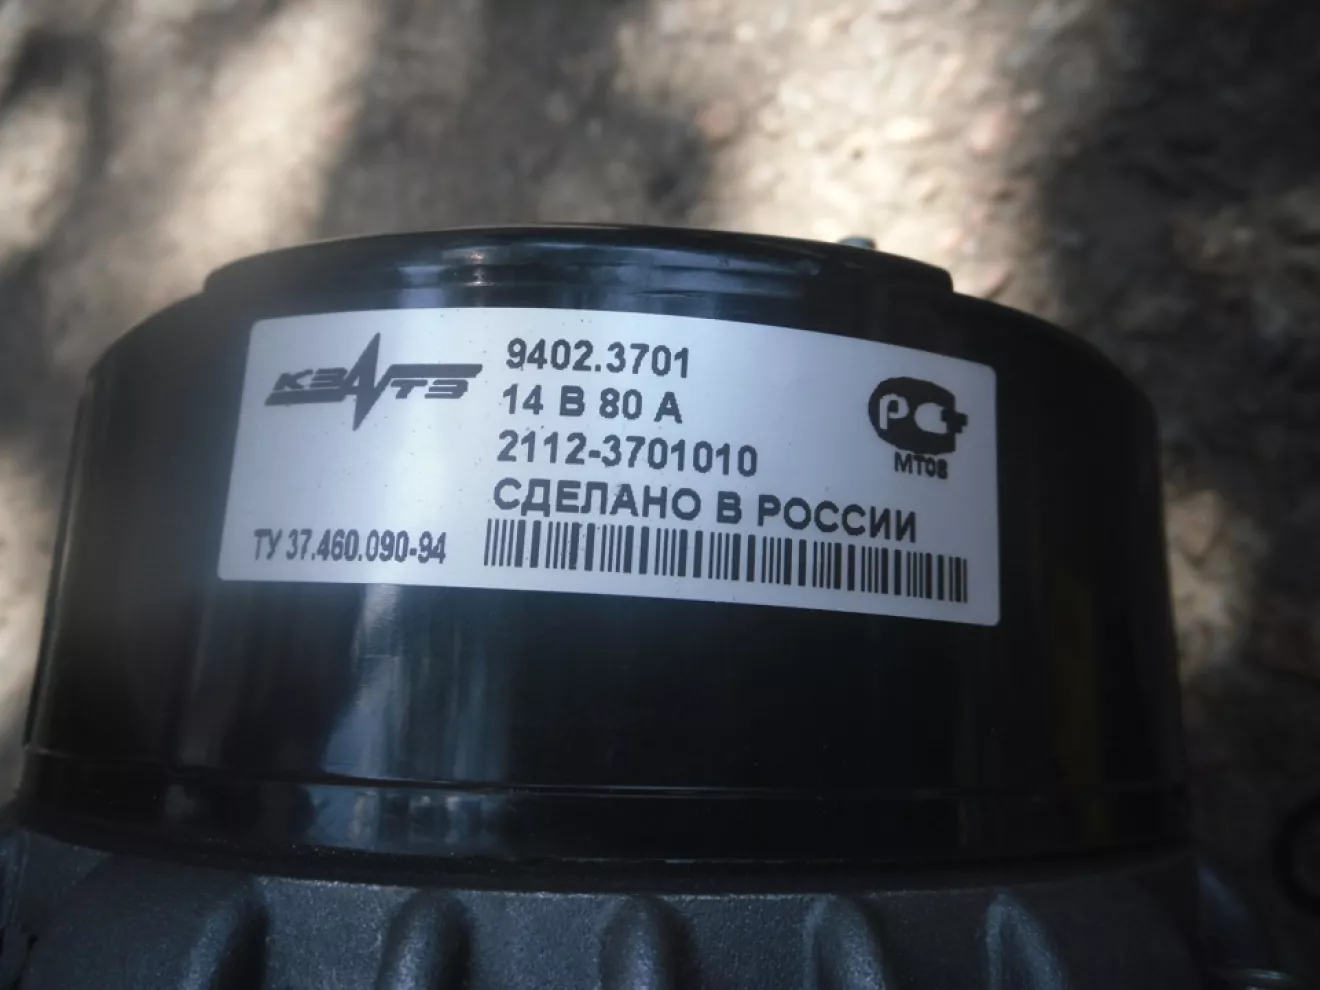 КЗАТЭ
9402.3701
14 В 80 А
2112-3701010
СДЕЛАНО В РОССИИ
ТУ 37.460.090-94
РС
МТ08